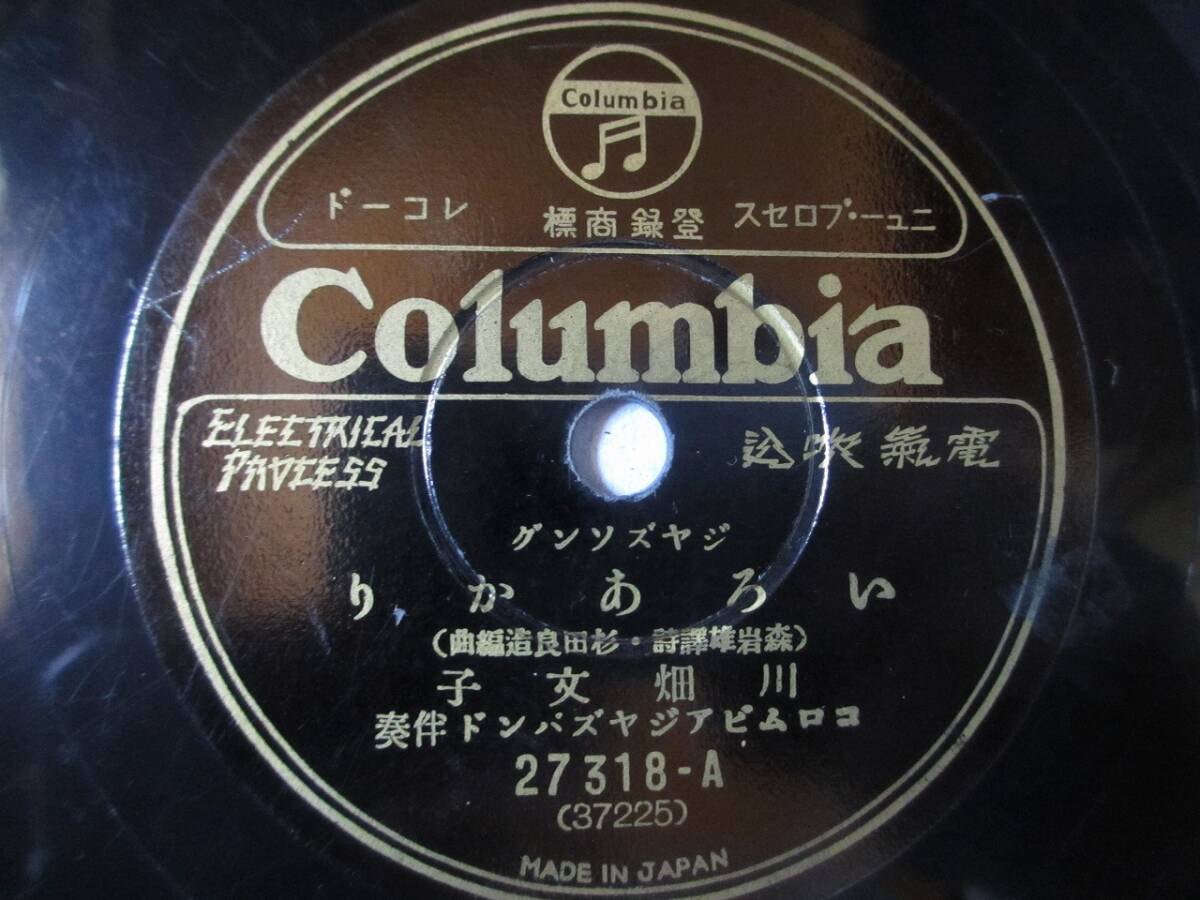 Columbia
ニュー・プロセス 登録商標 レコード
Columbia
ELECTRICAL
PROCESS
電氣吹込
ジヤズソング
いろあかり
(森岩雄譯詩・杉田良造編曲)
川畑文子
コロムビアジヤズバンド伴奏
27318-A
(37225)
MADE IN JAPAN